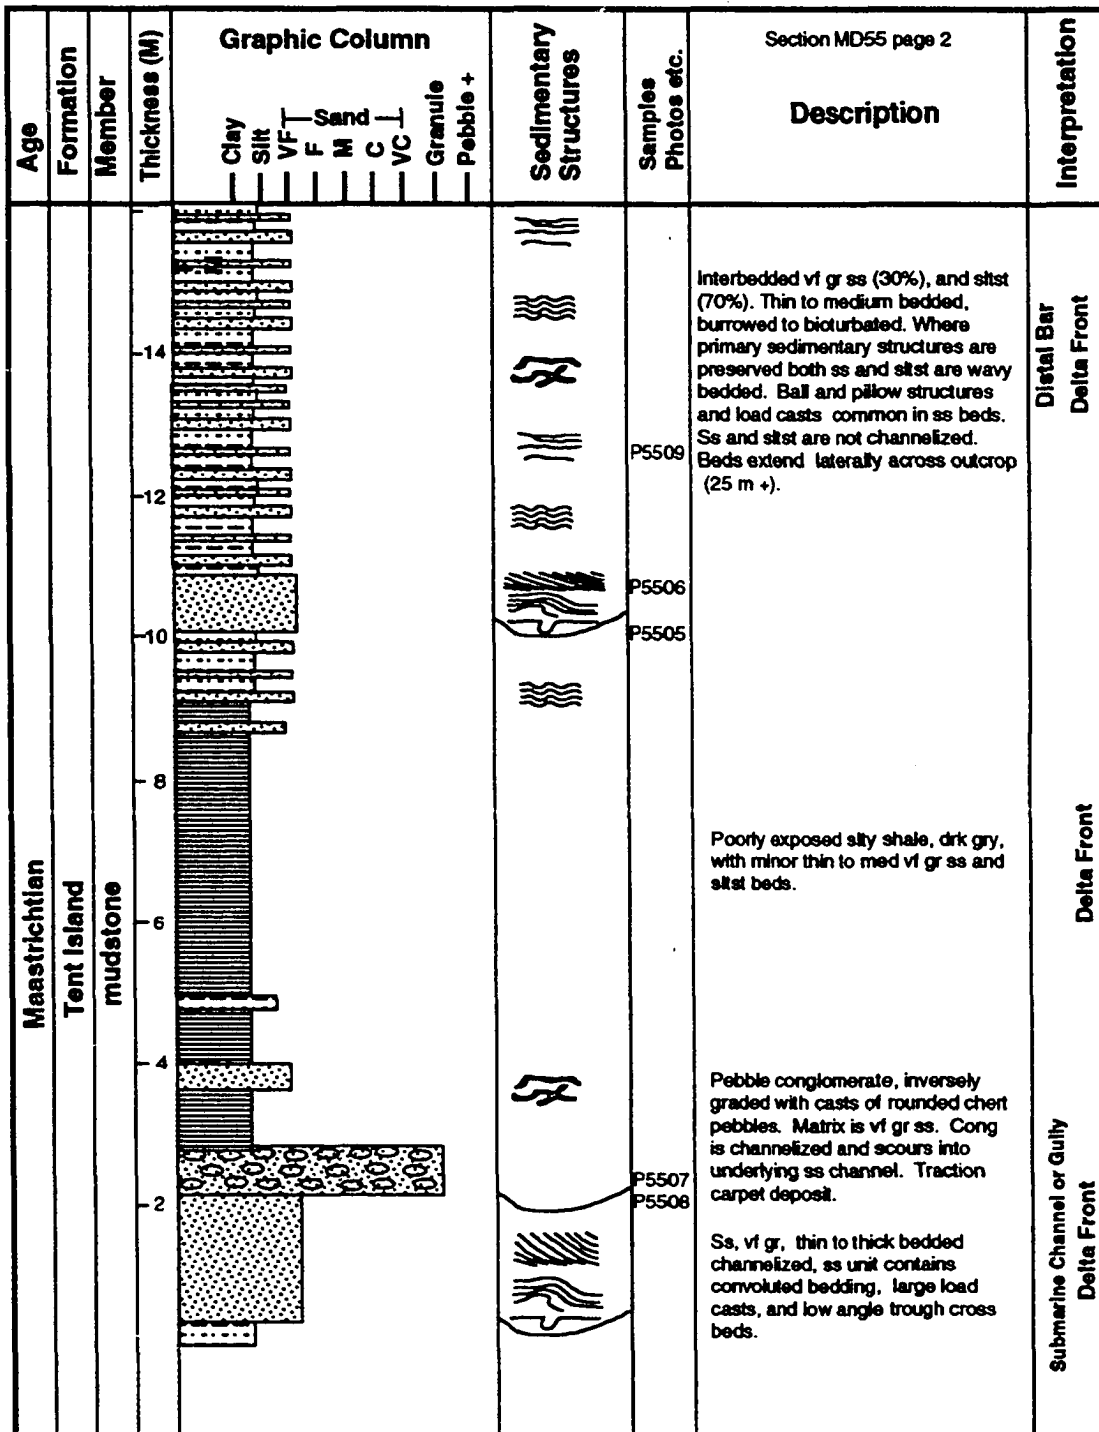 Age
Formation
Member
Thickness (M)
Graphic Column
Clay
Silt
VF
Sand
F
M
C
VC
Granule
Pebble +
Sedimentary
Structures
Samples
Photos etc.
Section MD55 page 2
Description
Interpretation
Interbedded vf gr ss (30%), and sltst
(70%). Thin to medium bedded,
burrowed to bioturbated. Where
primary sedimentary structures are
preserved both ss and sltst are wavy
bedded. Ball and pillow structures
and load casts common in ss beds.
Ss and sltst are not channelized.
Beds extend laterally across outcrop
(25 m +).
Distal Bar
Delta Front
14
P5509
12
P5506
10
P5505
8
Poorly exposed slty shale, drk gry,
with minor thin to med vf gr ss and
sltst beds.
Delta Front
6
Maastrichtian
Tent Island
mudstone
4
Pebble conglomerate, inversely
graded with casts of rounded chert
pebbles. Matrix is vf gr ss. Cong
is channelized and scours into
underlying ss channel. Traction
carpet deposit.
P5507
P5508
2
Ss, vf gr, thin to thick bedded
channelized, ss unit contains
convoluted bedding, large load
casts, and low angle trough cross
beds.
Submarine Channel or Gully
Delta Front